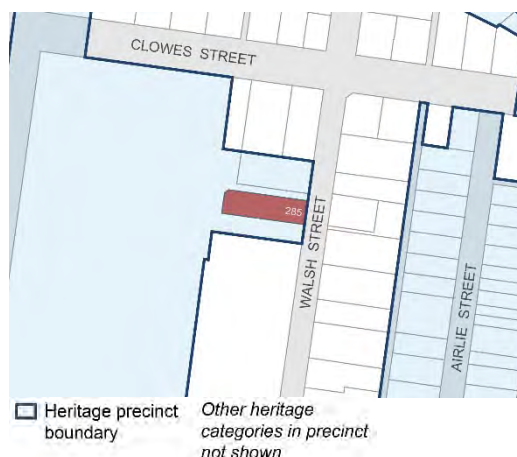 CLOWES STREET
285
WALSH STREET
AIRLIE STREET
Heritage precinct boundary
Other heritage categories in precinct not shown